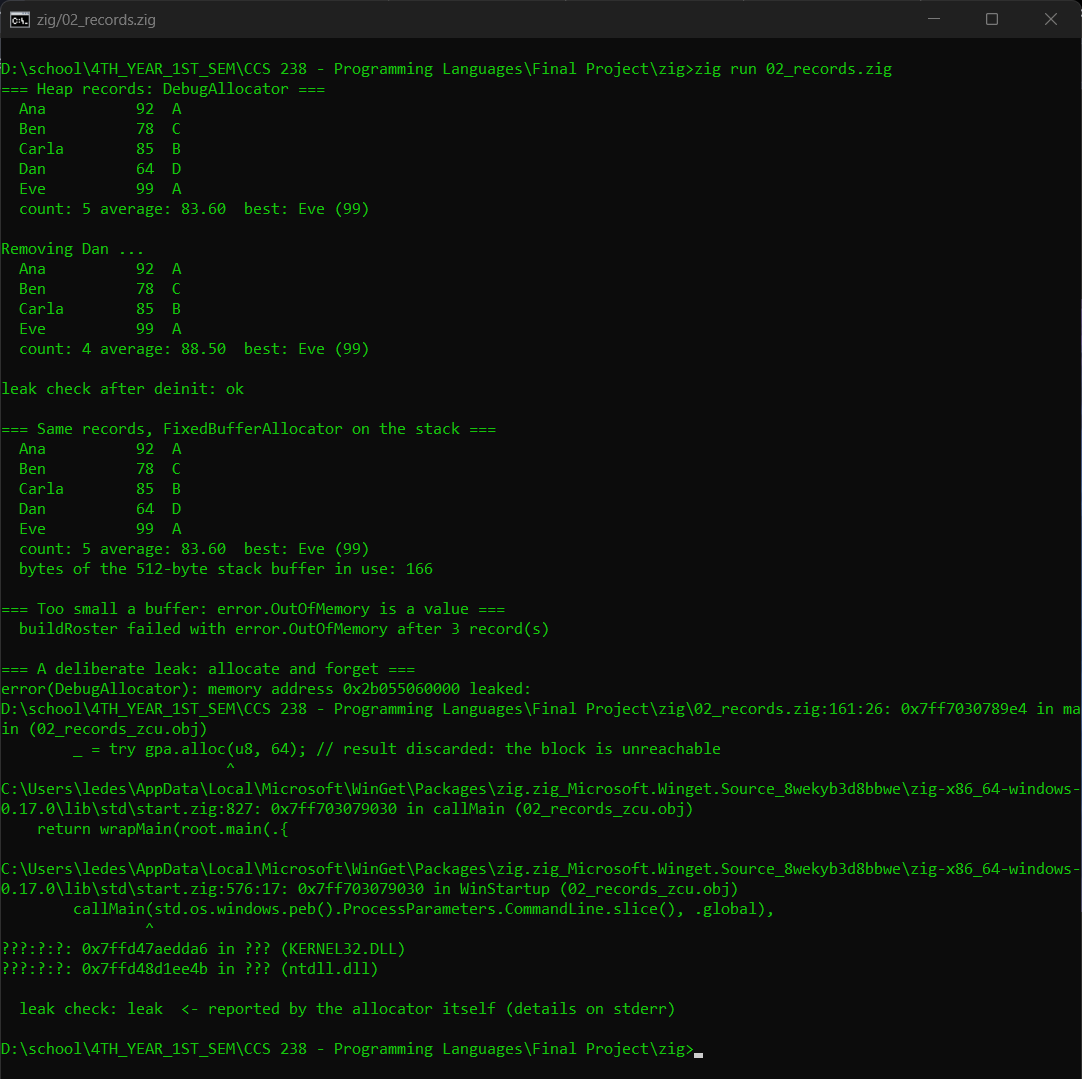 zig/02_records.zig
D:\school\4TH_YEAR_1ST_SEM\CCS 238 - Programming Languages\Final Project\zig>zig run 02_records.zig
=== Heap records: DebugAllocator ===
  Ana          92  A
  Ben          78  C
  Carla        85  B
  Dan          64  D
  Eve          99  A
  count: 5 average: 83.60  best: Eve (99)

Removing Dan ...
  Ana          92  A
  Ben          78  C
  Carla        85  B
  Eve          99  A
  count: 4 average: 88.50  best: Eve (99)

leak check after deinit: ok

=== Same records, FixedBufferAllocator on the stack ===
  Ana          92  A
  Ben          78  C
  Carla        85  B
  Dan          64  D
  Eve          99  A
  count: 5 average: 83.60  best: Eve (99)
  bytes of the 512-byte stack buffer in use: 166

=== Too small a buffer: error.OutOfMemory is a value ===
  buildRoster failed with error.OutOfMemory after 3 record(s)

=== A deliberate leak: allocate and forget ===
error(DebugAllocator): memory address 0x2b055060000 leaked:
D:\school\4TH_YEAR_1ST_SEM\CCS 238 - Programming Languages\Final Project\zig\02_records.zig:161:26: 0x7ff7030789e4 in ma
in (02_records_zcu.obj)
        _ = try gpa.alloc(u8, 64); // result discarded: the block is unreachable
                         ^
C:\Users\ledes\AppData\Local\Microsoft\WinGet\Packages\zig.zig_Microsoft.Winget.Source_8wekyb3d8bbwe\zig-x86_64-windows-
0.17.0\lib\std\start.zig:827: 0x7ff703079030 in callMain (02_records_zcu.obj)
    return wrapMain(root.main(.{

C:\Users\ledes\AppData\Local\Microsoft\WinGet\Packages\zig.zig_Microsoft.Winget.Source_8wekyb3d8bbwe\zig-x86_64-windows-
0.17.0\lib\std\start.zig:576:17: 0x7ff703079030 in WinStartup (02_records_zcu.obj)
        callMain(std.os.windows.peb().ProcessParameters.CommandLine.slice(), .global),
                ^
???:?:?: 0x7ffd47aedda6 in ??? (KERNEL32.DLL)
???:?:?: 0x7ffd48d1ee4b in ??? (ntdll.dll)

  leak check: leak  <- reported by the allocator itself (details on stderr)

D:\school\4TH_YEAR_1ST_SEM\CCS 238 - Programming Languages\Final Project\zig>